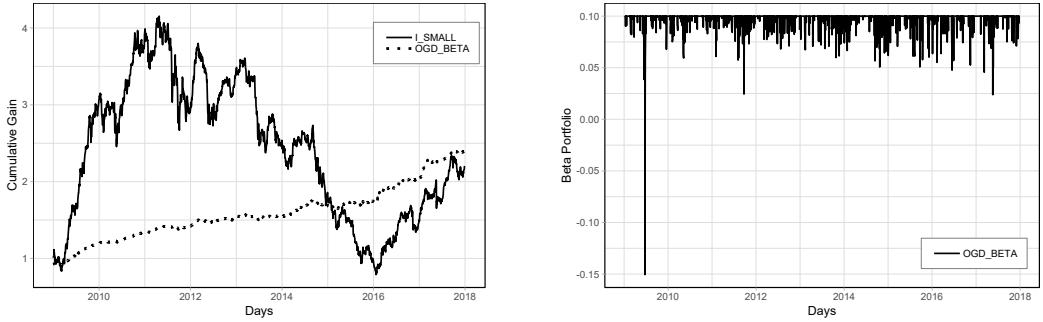 Cumulative Gain
4
3
2
1
2010
2012
2014
2016
2018
Days
I_SMALL
OGD_BETA
Beta Portfolio
0.10
0.05
0.00
-0.05
-0.10
-0.15
2010
2012
2014
2016
2018
Days
OGD_BETA